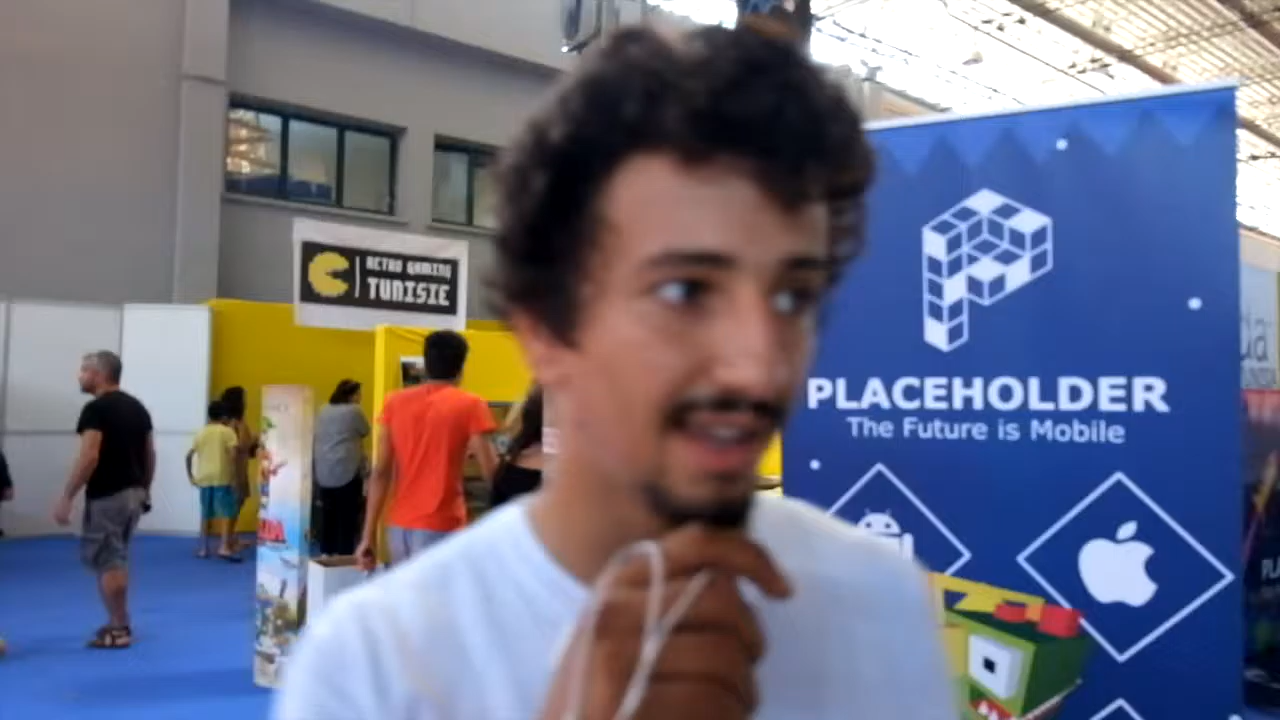 RETRO GAMING
TUNISIE
PLACEHOLDER
The Future is Mobile